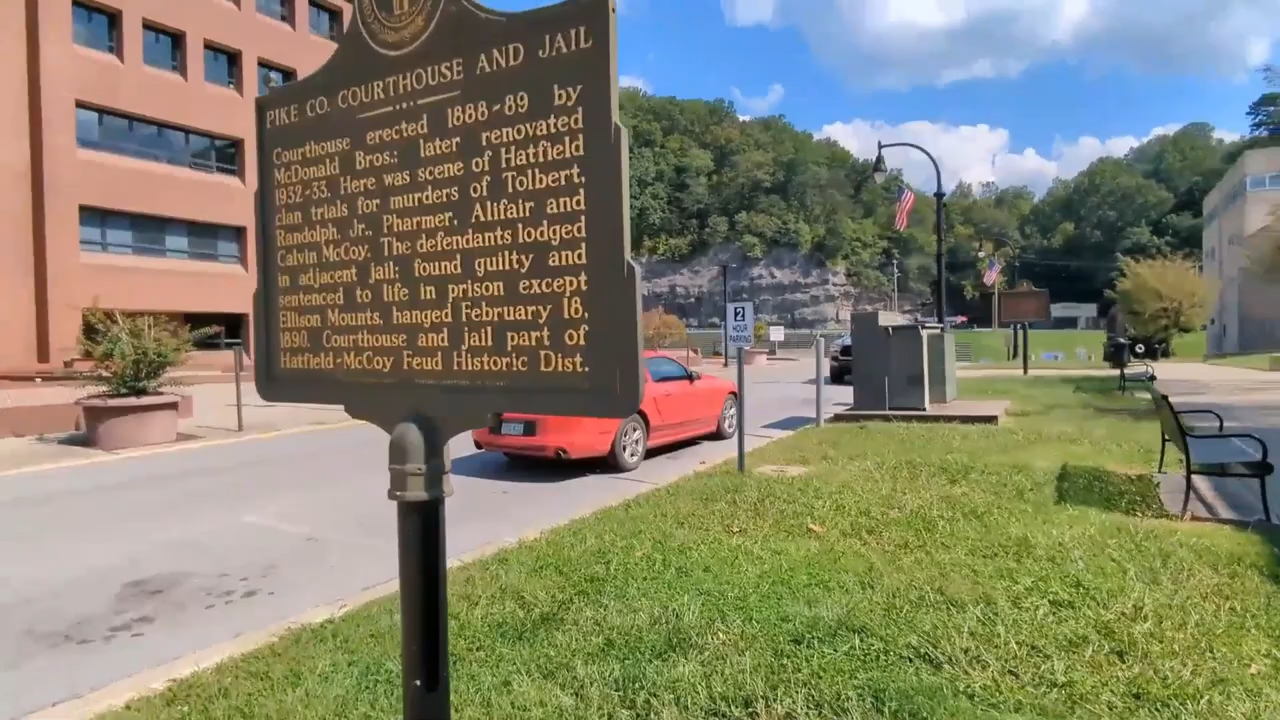 PIKE CO. COURTHOUSE AND JAIL
Courthouse erected 1888-89 by
McDonald Bros.; later renovated
1932-33. Here was scene of Hatfield
clan trials for murders of Tolbert,
Randolph, Jr., Pharmer, Alifair and
Calvin McCoy. The defendants lodged
in adjacent jail; found guilty and
sentenced to life in prison except
Ellison Mounts, hanged February 18,
1890. Courthouse and jail part of
Hatfield-McCoy Feud Historic Dist.
2
HOUR
PARKING